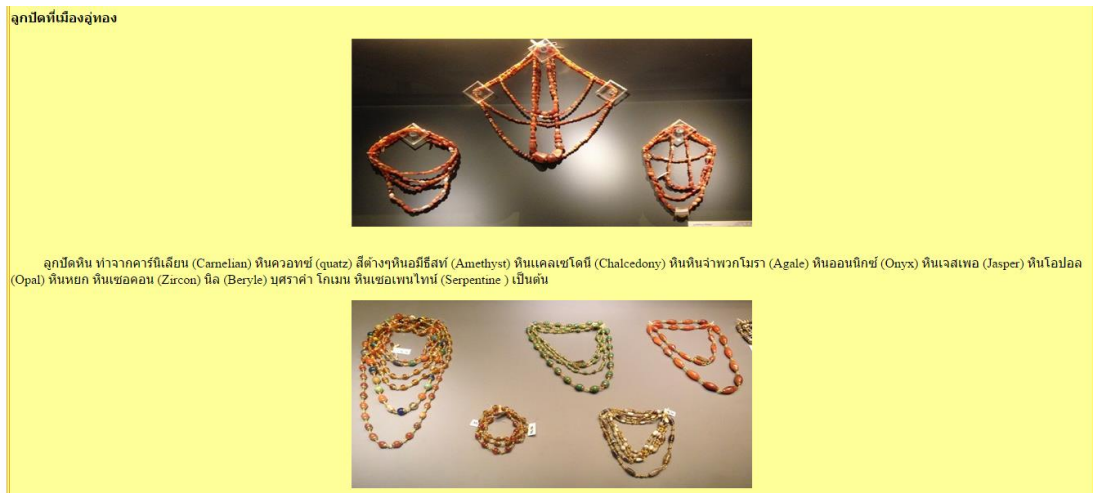 ลูกปัดที่เมืองอู่ทอง
ลูกปัดหิน ทำจากคาร์นิเลียน (Carnelian) หินควอทซ์ (quatz) สีต่างๆหินอมีธีสท์ (Amethyst) หินแคลเซโดนี (Chalcedony) หินหินจำพวกโมรา (Agale) หินออนนิกซ์ (Onyx) หินเจสเพอ (Jasper) หินโอปอล
(Opal) หินหยก หินเซอคอน (Zircon) นิล (Beryle) บุศราคำ โกเมน หินเซอเพนไทน์ (Serpentine ) เป็นต้น